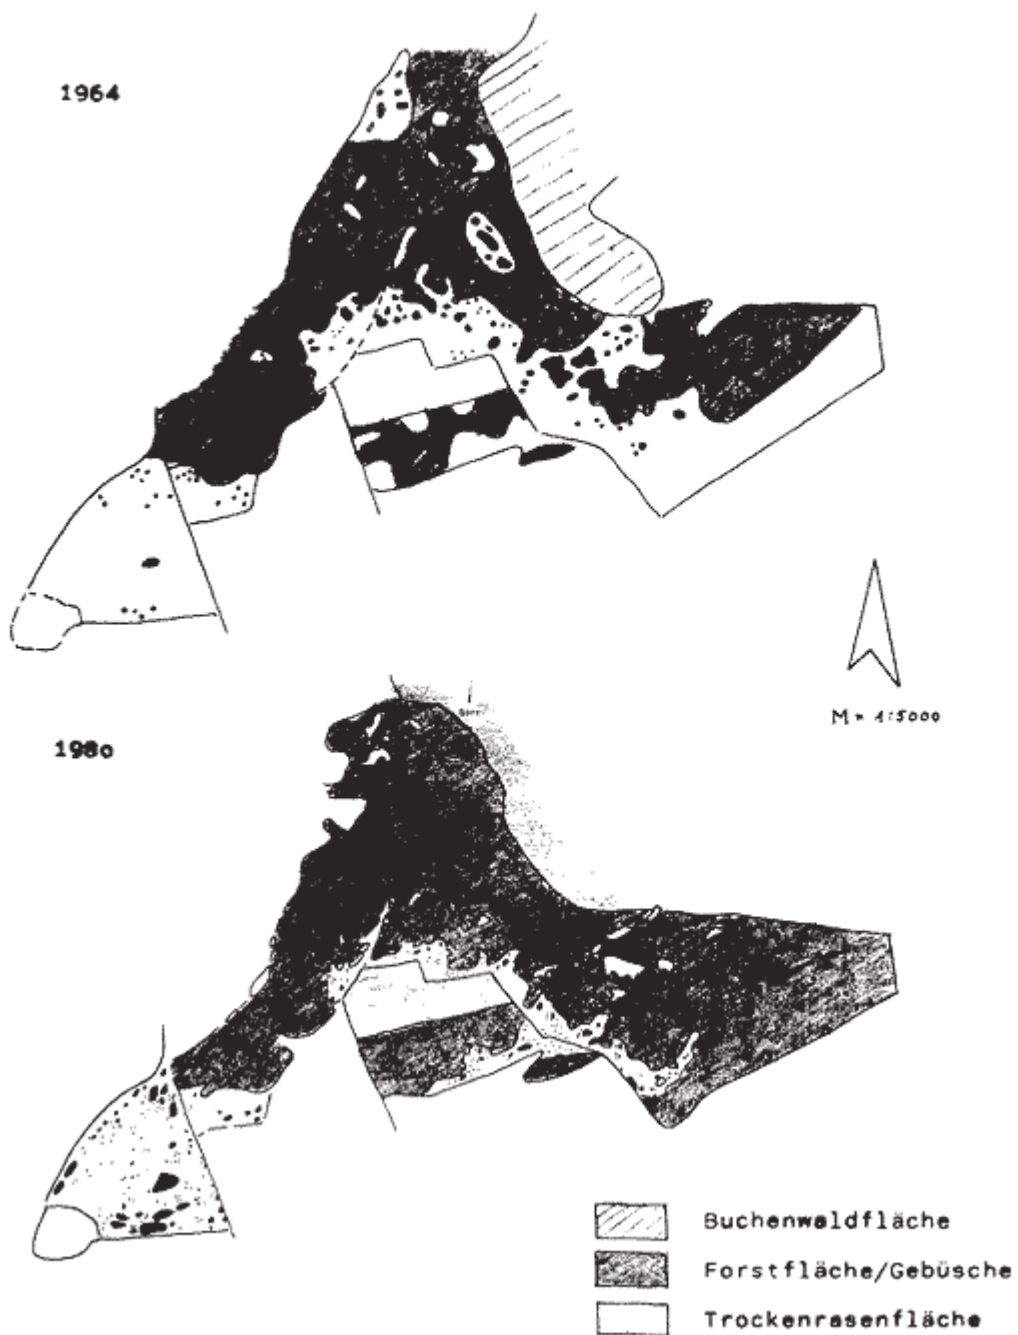 1964
M = 1:5000
1980
Buchenwaldfläche
Forstfläche/Gebüsche
Trockenrasenfläche